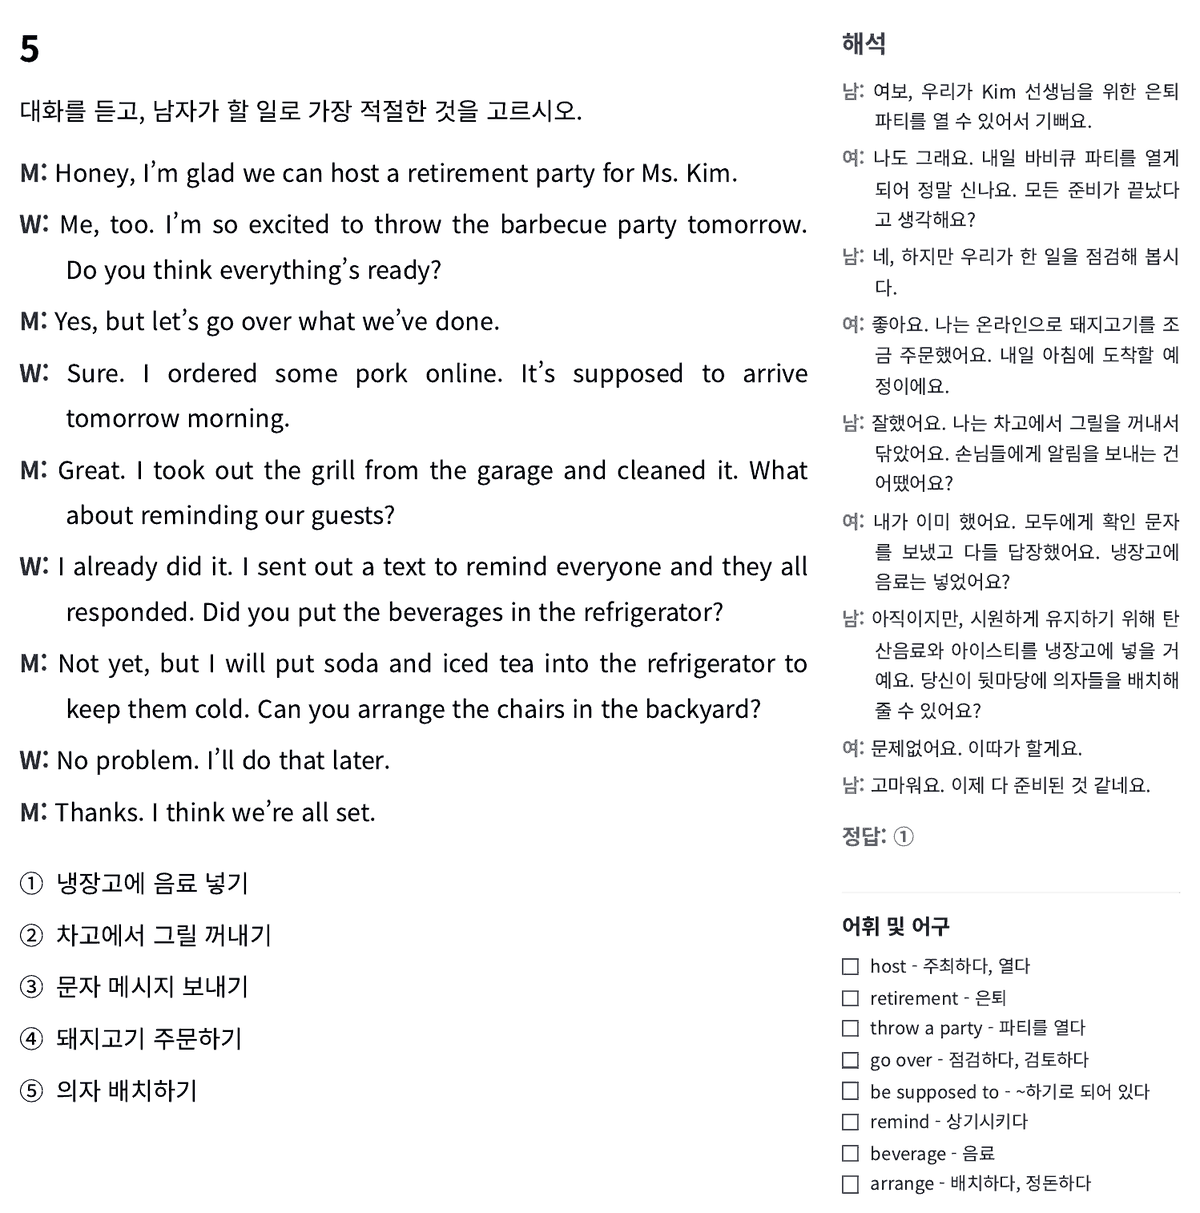 5
대화를 듣고, 남자가 할 일로 가장 적절한 것을 고르시오.
M: Honey, I’m glad we can host a retirement party for Ms. Kim.
W: Me, too. I’m so excited to throw the barbecue party tomorrow.
Do you think everything’s ready?
M: Yes, but let’s go over what we’ve done.
W: Sure. I ordered some pork online. It’s supposed to arrive
tomorrow morning.
M: Great. I took out the grill from the garage and cleaned it. What
about reminding our guests?
W: I already did it. I sent out a text to remind everyone and they all
responded. Did you put the beverages in the refrigerator?
M: Not yet, but I will put soda and iced tea into the refrigerator to
keep them cold. Can you arrange the chairs in the backyard?
W: No problem. I’ll do that later.
M: Thanks. I think we’re all set.
① 냉장고에 음료 넣기
② 차고에서 그릴 꺼내기
③ 문자 메시지 보내기
④ 돼지고기 주문하기
⑤ 의자 배치하기
해석
남: 여보, 우리가 Kim 선생님을 위한 은퇴
파티를 열 수 있어서 기뻐요.
여: 나도 그래요. 내일 바비큐 파티를 열게
되어 정말 신나요. 모든 준비가 끝났다
고 생각해요?
남: 네, 하지만 우리가 한 일을 점검해 봅시
다.
여: 좋아요. 나는 온라인으로 돼지고기를 조
금 주문했어요. 내일 아침에 도착할 예
정이에요.
남: 잘했어요. 나는 차고에서 그릴을 꺼내서
닦았어요. 손님들에게 알림을 보내는 건
어땠어요?
여: 내가 이미 했어요. 모두에게 확인 문자
를 보냈고 다들 답장했어요. 냉장고에
음료는 넣었어요?
남: 아직이지만, 시원하게 유지하기 위해 탄
산음료와 아이스티를 냉장고에 넣을 거
예요. 당신이 뒷마당에 의자들을 배치해
줄 수 있어요?
여: 문제없어요. 이따가 할게요.
남: 고마워요. 이제 다 준비된 것 같네요.
정답: ①
어휘 및 어구
☐ host - 주최하다, 열다
☐ retirement - 은퇴
☐ throw a party - 파티를 열다
☐ go over - 점검하다, 검토하다
☐ be supposed to - ~하기로 되어 있다
☐ remind - 상기시키다
☐ beverage - 음료
☐ arrange - 배치하다, 정돈하다